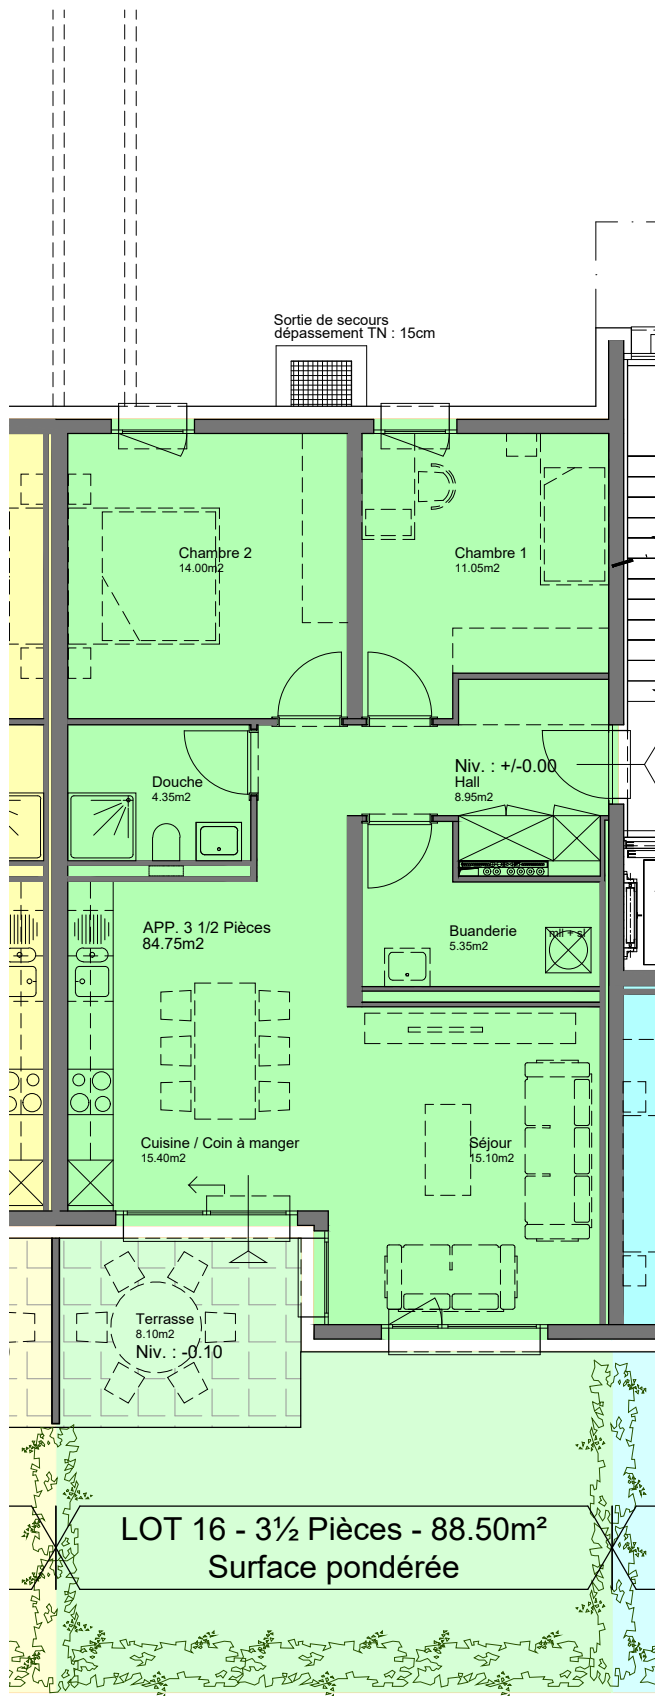 Sortie de secours
dépassement TN : 15cm
Chambre 2
14.00m2
Chambre 1
11.05m2
Niv. : +/-0.00
Hall
8.95m2
Douche
4.35m2
APP. 3 1/2 Pièces
84.75m2
Buanderie
5.35m2
Cuisine / Coin à manger
15.40m2
Séjour
15.10m2
Terrasse
8.10m2
Niv. : -0.10
LOT 16 - 3½ Pièces - 88.50m²
Surface pondérée